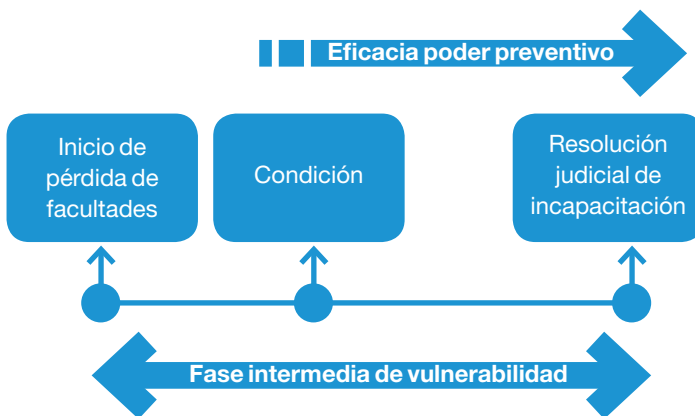 Eficacia poder preventivo
Inicio de
pérdida de
facultades
Condición
Resolución
judicial de
incapacitación
Fase intermedia de vulnerabilidad